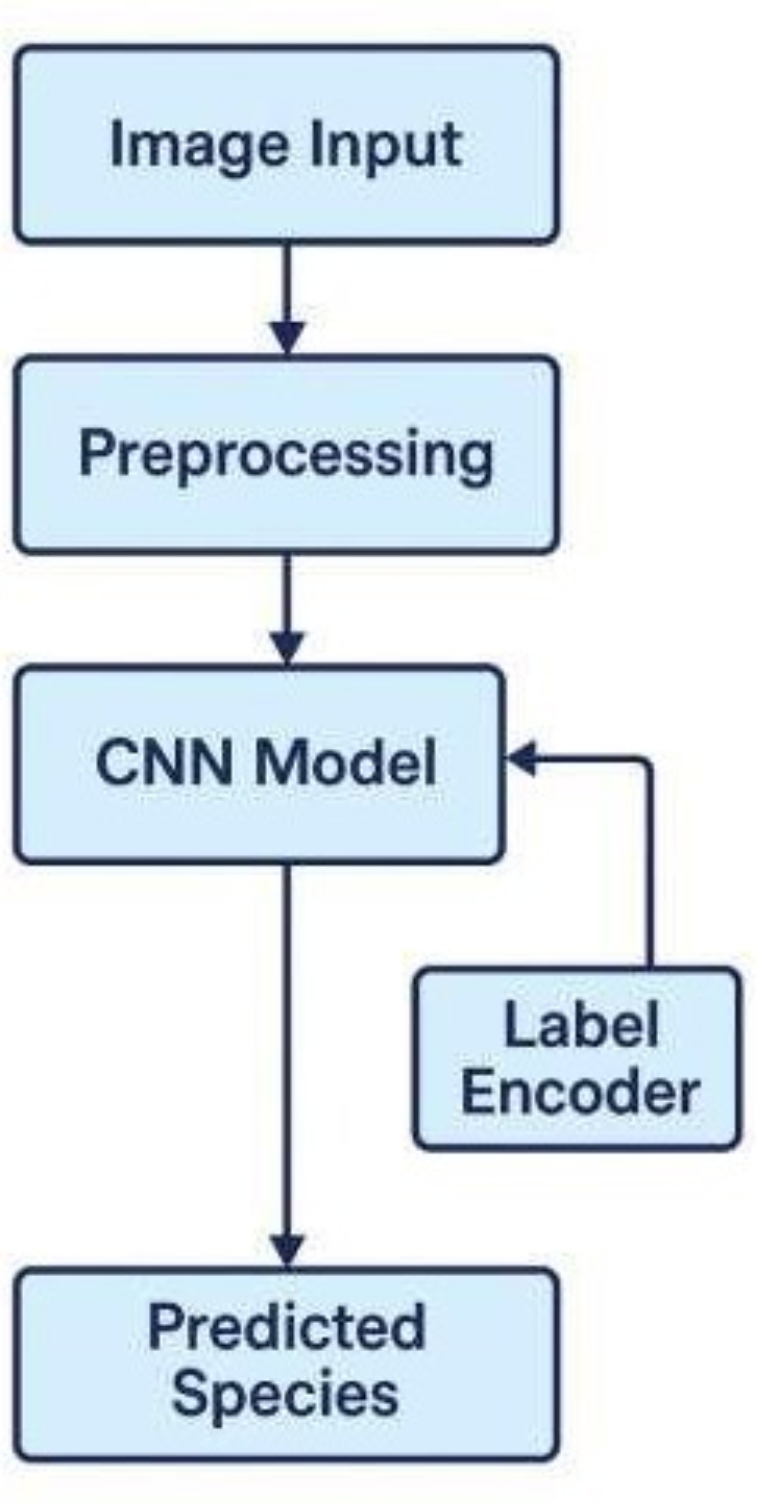 Image Input
Preprocessing
CNN Model
Label
Encoder
Predicted
Species